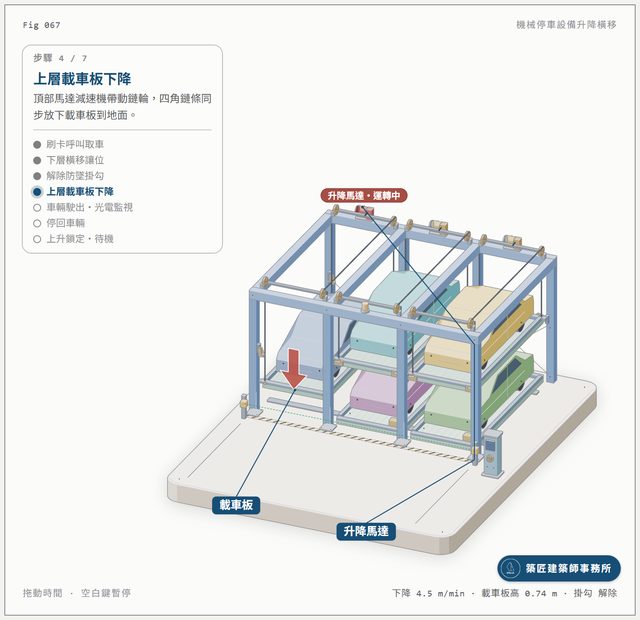 Fig 067
機械停車設備升降橫移
步驟 4 / 7
上層載車板下降
頂部馬達減速機帶動鏈輪，四角鏈條同
步放下載車板到地面。
刷卡呼叫取車
下層橫移讓位
解除防墜掛勾
上層載車板下降
車輛駛出・光電監視
停回車輛
上升鎖定・待機
升降馬達・運轉中
載車板
升降馬達
築匠建築師事務所
拖動時間 · 空白鍵暫停
下降 4.5 m/min · 載車板高 0.74 m · 掛勾 解除